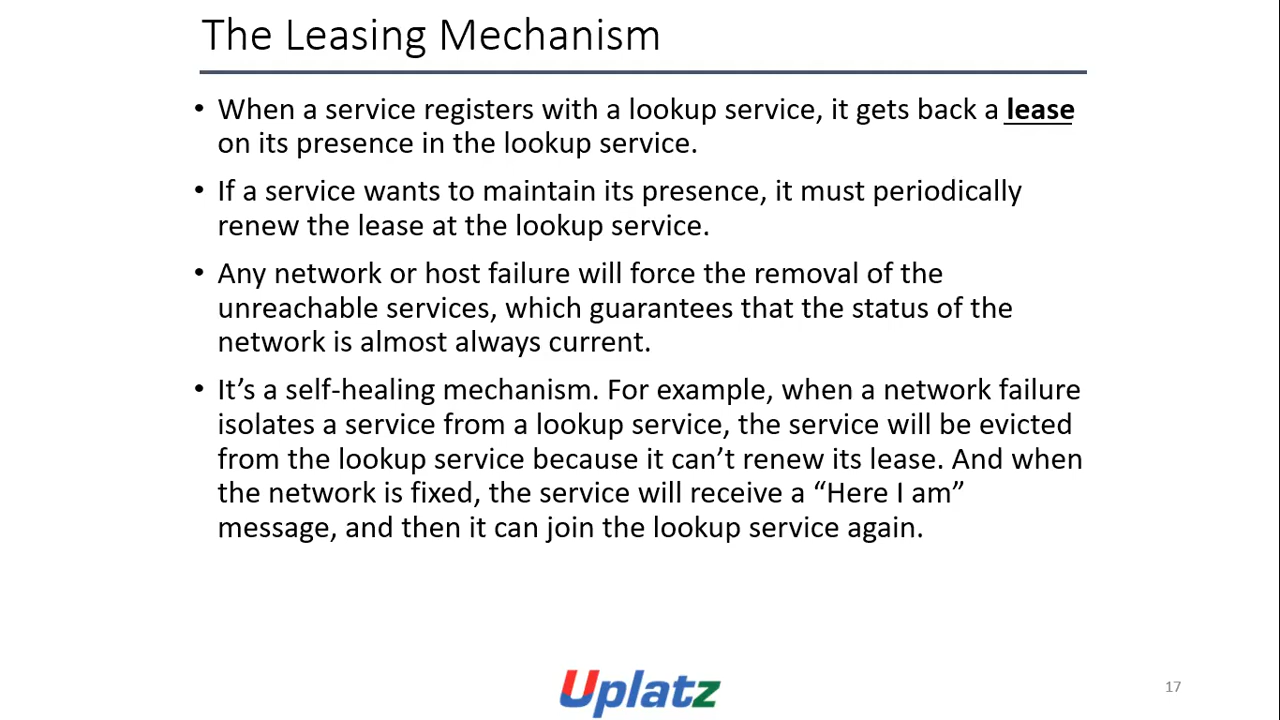 The Leasing Mechanism
• When a service registers with a lookup service, it gets back a lease
on its presence in the lookup service.
• If a service wants to maintain its presence, it must periodically
renew the lease at the lookup service.
• Any network or host failure will force the removal of the
unreachable services, which guarantees that the status of the
network is almost always current.
• It’s a self-healing mechanism. For example, when a network failure
isolates a service from a lookup service, the service will be evicted
from the lookup service because it can’t renew its lease. And when
the network is fixed, the service will receive a “Here I am”
message, and then it can join the lookup service again.
Uplatz
17